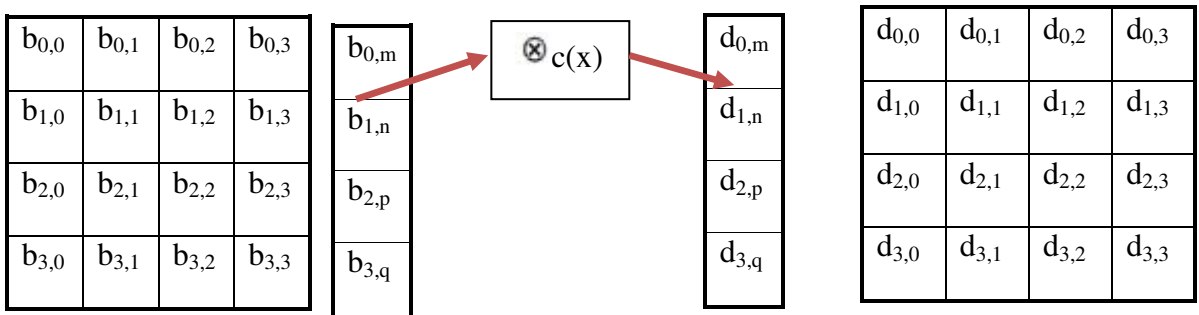 b0,0 b0,1 b0,2 b0,3
b1,0 b1,1 b1,2 b1,3
b2,0 b2,1 b2,2 b2,3
b3,0 b3,1 b3,2 b3,3
b0,m
b1,n
b2,p
b3,q
⊗ c(x)
d0,m
d1,n
d2,p
d3,q
d0,0 d0,1 d0,2 d0,3
d1,0 d1,1 d1,2 d1,3
d2,0 d2,1 d2,2 d2,3
d3,0 d3,1 d3,2 d3,3